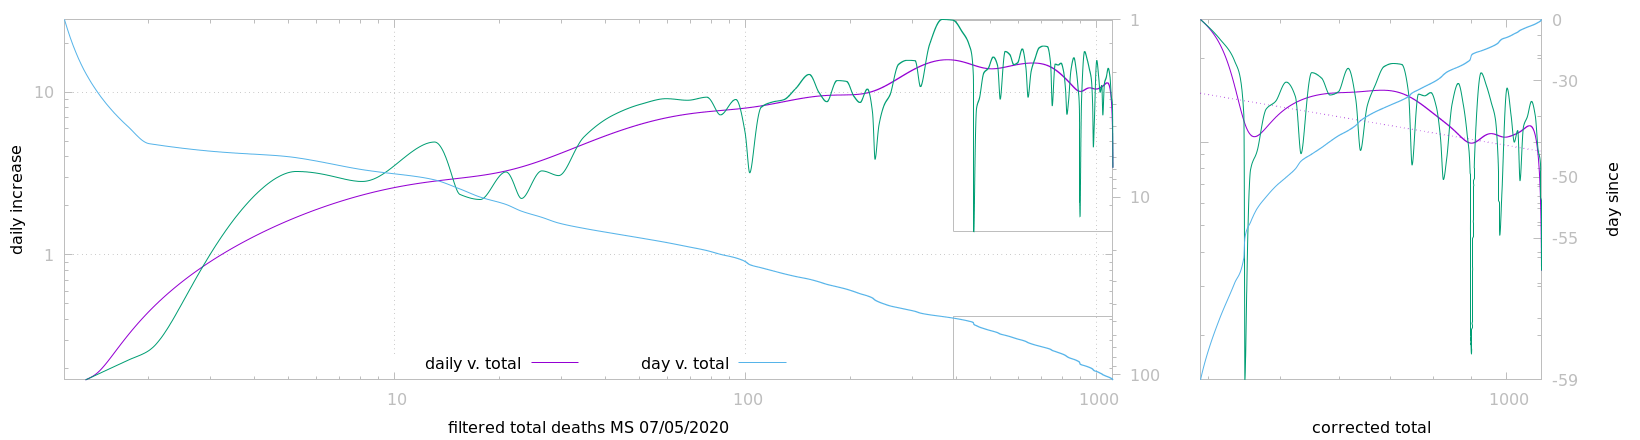 1
0
10
-30
daily increase
-50
day since
10
-55
1
daily v. total
day v. total
100
-59
10
100
1000
1000
filtered total deaths MS 07/05/2020
corrected total